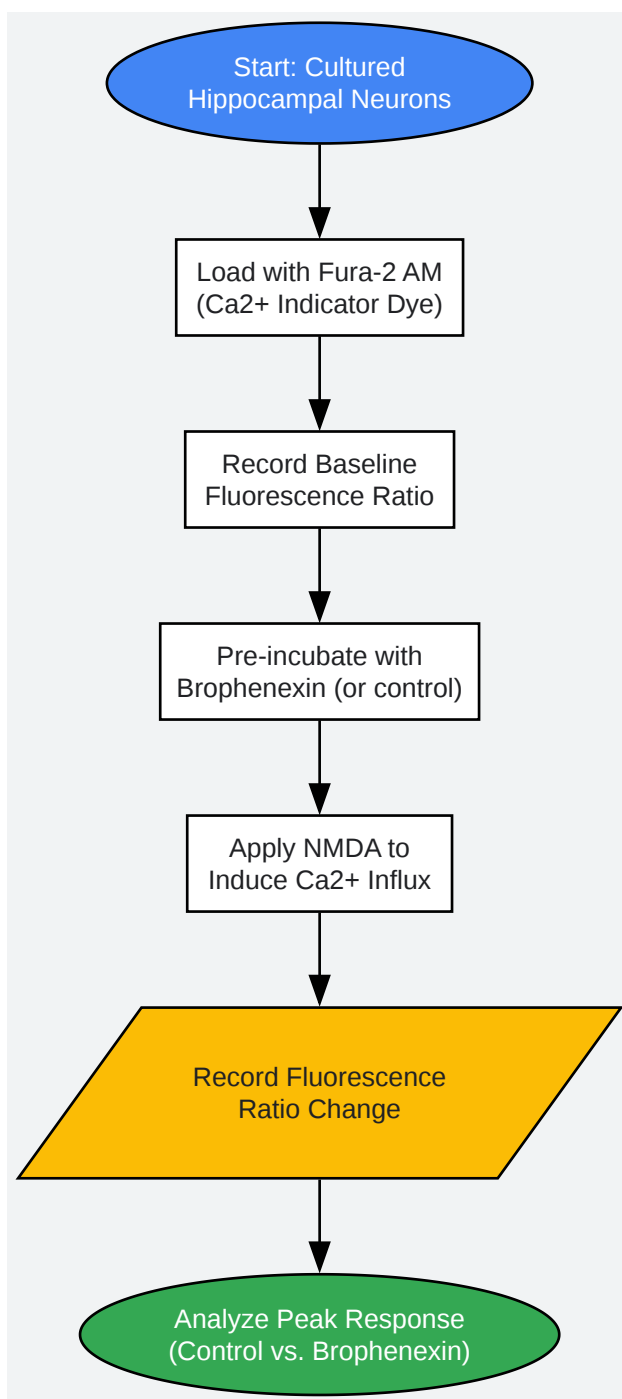 Start: Cultured
Hippocampal Neurons
Load with Fura-2 AM
(Ca2+ Indicator Dye)
Record Baseline
Fluorescence Ratio
Pre-incubate with
Brophenexin (or control)
Apply NMDA to
Induce Ca2+ Influx
Record Fluorescence
Ratio Change
Analyze Peak Response
(Control vs. Brophenexin)